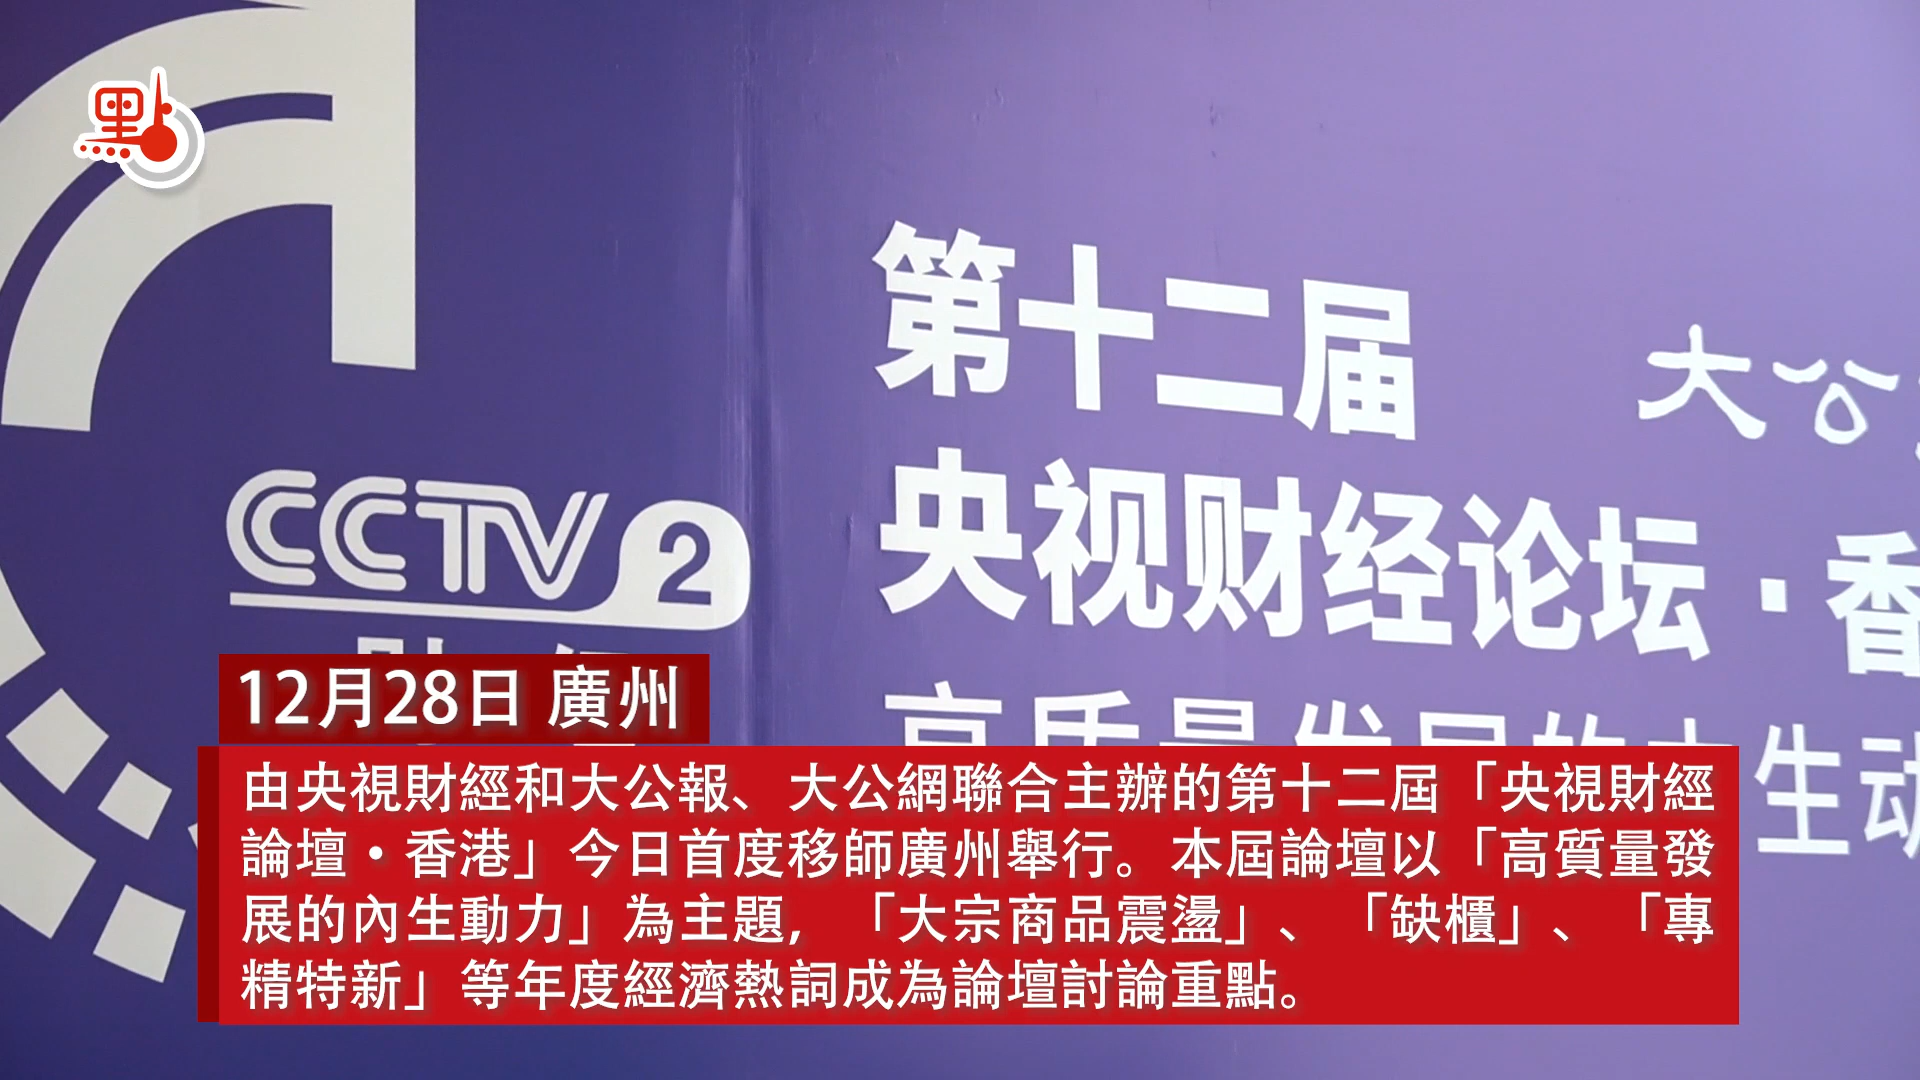 點
第十二届
大公
CCTV 2
央视财经论坛·香
生动
12月28日 廣州
由央視財經和大公報、大公網聯合主辦的第十二屆「央視財經
論壇·香港」今日首度移師廣州舉行。本屆論壇以「高質量發
展的內生動力」為主題，「大宗商品震盪」、「缺櫃」、「專
精特新」等年度經濟熱詞成為論壇討論重點。